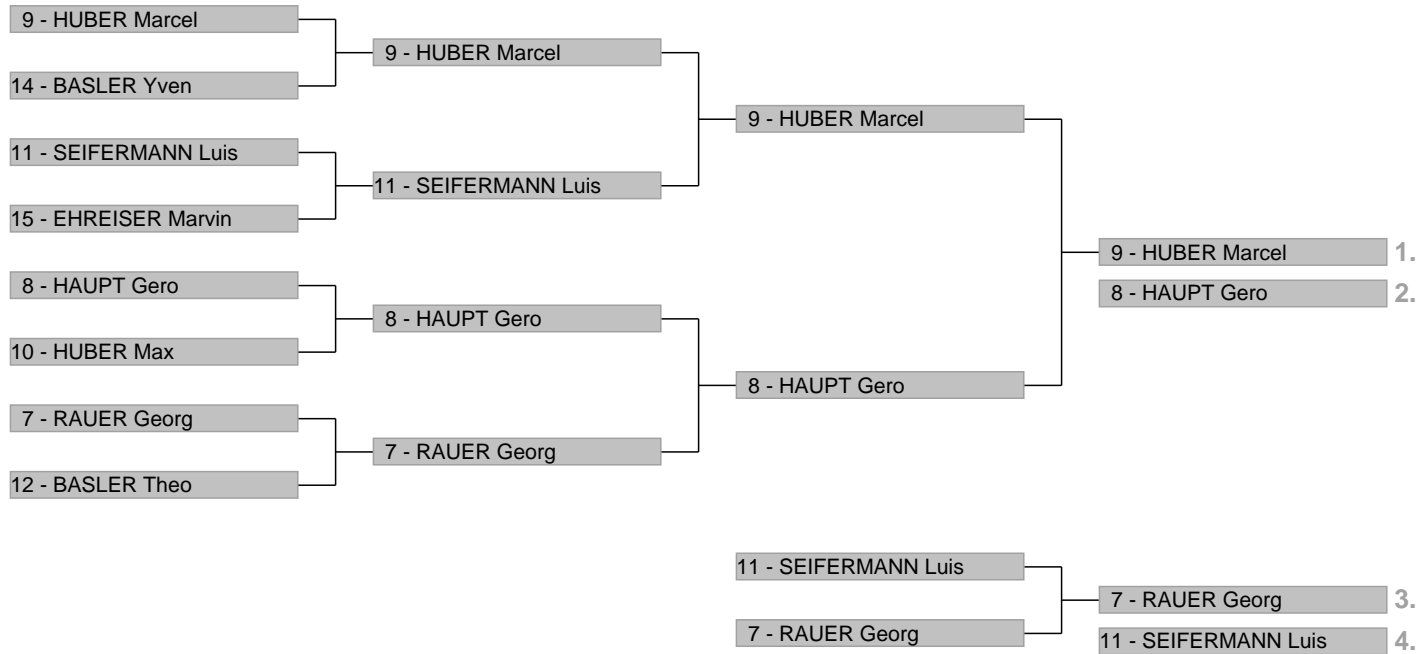 9 - HUBER Marcel
14 - BASLER Yven
11 - SEIFERMANN Luis
15 - EHREISER Marvin
8 - HAUPT Gero
10 - HUBER Max
7 - RAUER Georg
12 - BASLER Theo
9 - HUBER Marcel
11 - SEIFERMANN Luis
8 - HAUPT Gero
7 - RAUER Georg
9 - HUBER Marcel
8 - HAUPT Gero
9 - HUBER Marcel 1.
8 - HAUPT Gero 2.
11 - SEIFERMANN Luis
7 - RAUER Georg
7 - RAUER Georg 3.
11 - SEIFERMANN Luis 4.